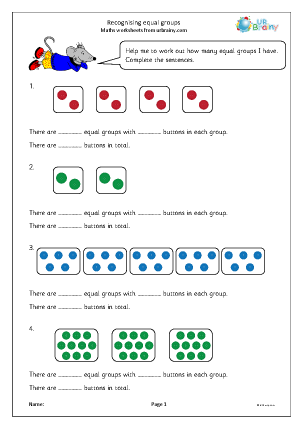 Recognising equal groups
Maths worksheets from urbrainy.com
UR
Brainy
Help me to work out how many equal groups I have.
Complete the sentences.
1.
There are ........... equal groups with ........... buttons in each group.
There are ........... buttons in total.
2.
There are ........... equal groups with ........... buttons in each group.
There are ........... buttons in total.
3.
There are ........... equal groups with ........... buttons in each group.
There are ........... buttons in total.
4.
There are ........... equal groups with ........... buttons in each group.
There are ........... buttons in total.
Name: Page 1